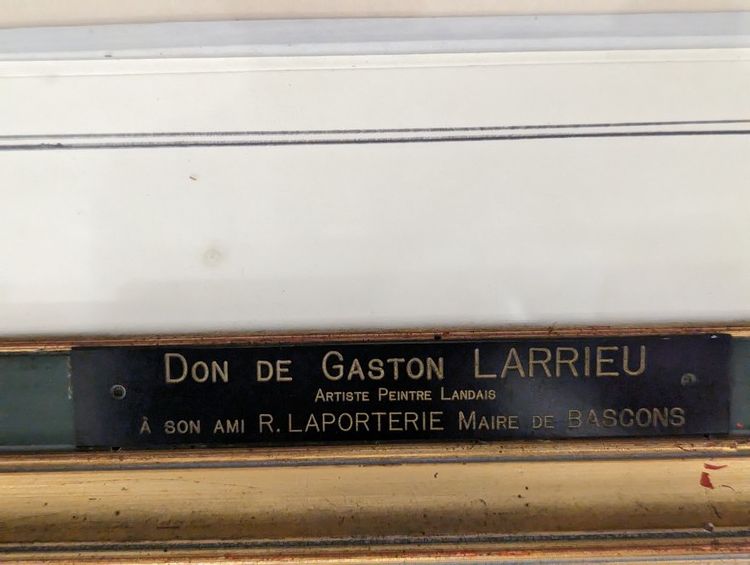 Don de Gaston LARRIEU
Artiste Peintre Landais
À son ami R. LAPORTERIE Maire de BASCONS